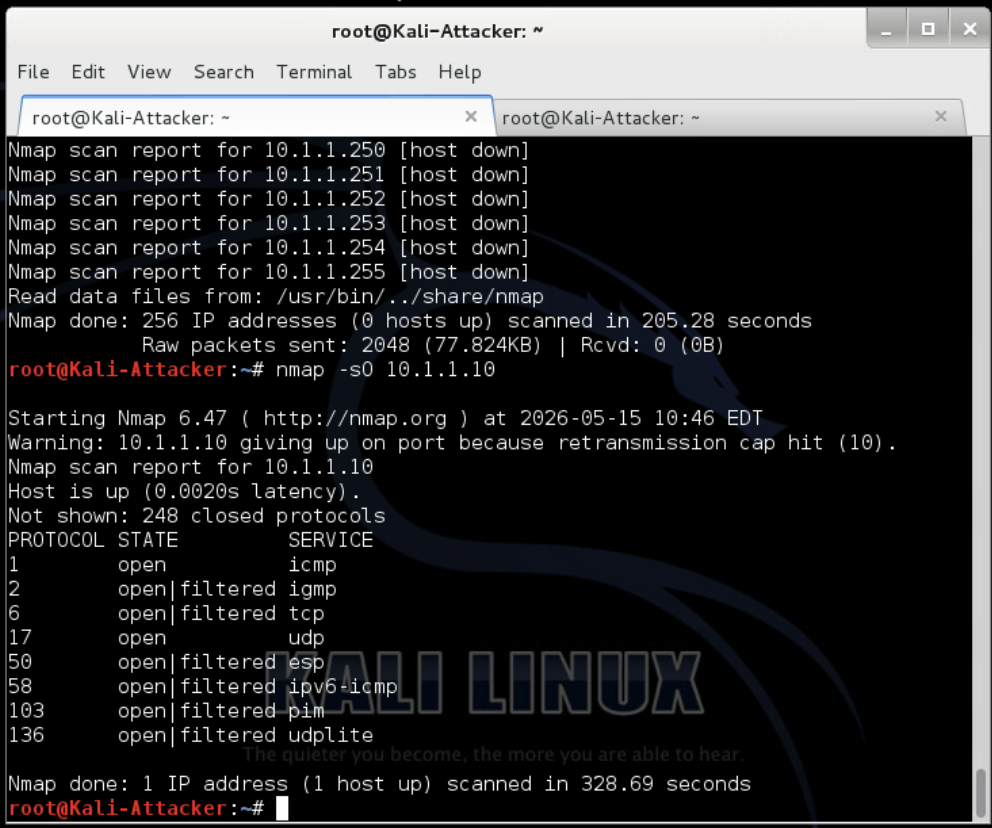 root@Kali-Attacker: ~
File Edit View Search Terminal Tabs Help
root@Kali-Attacker: ~ × root@Kali-Attacker: ~ ×
Nmap scan report for 10.1.1.250 [host down]
Nmap scan report for 10.1.1.251 [host down]
Nmap scan report for 10.1.1.252 [host down]
Nmap scan report for 10.1.1.253 [host down]
Nmap scan report for 10.1.1.254 [host down]
Nmap scan report for 10.1.1.255 [host down]
Read data files from: /usr/bin/../share/nmap
Nmap done: 256 IP addresses (0 hosts up) scanned in 205.28 seconds
Raw packets sent: 2048 (77.824KB) | Rcvd: 0 (0B)
root@Kali-Attacker:~# nmap -sO 10.1.1.10
Starting Nmap 6.47 ( http://nmap.org ) at 2026-05-15 10:46 EDT
Warning: 10.1.1.10 giving up on port because retransmission cap hit (10).
Nmap scan report for 10.1.1.10
Host is up (0.0020s latency).
Not shown: 248 closed protocols
PROTOCOL STATE SERVICE
1 open icmp
2 open|filtered igmp
6 open|filtered tcp
17 open udp
50 open|filtered esp
58 open|filtered ipv6-icmp
103 open|filtered pim
136 open|filtered udplite
KALI LINUX
The quieter you become, the more you are able to hear.
Nmap done: 1 IP address (1 host up) scanned in 328.69 seconds
root@Kali-Attacker:~#